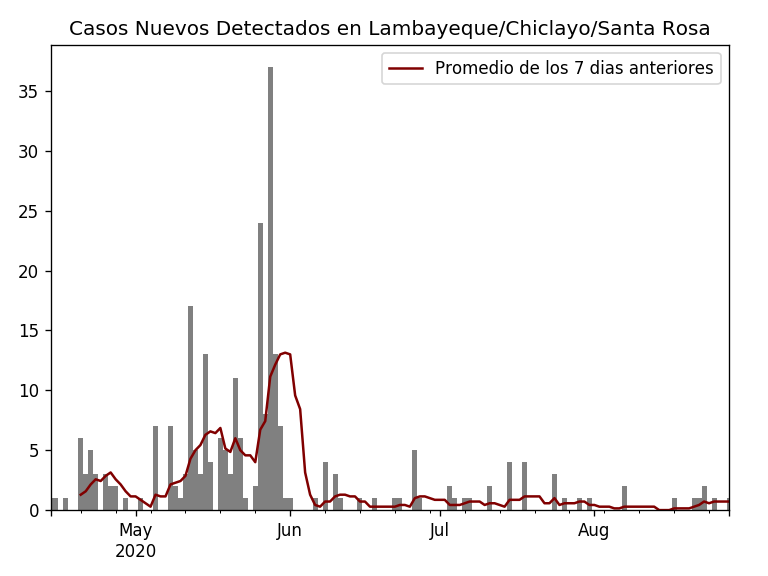 Casos Nuevos Detectados en Lambayeque/Chiclayo/Santa Rosa
Promedio de los 7 dias anteriores
35
30
25
20
15
10
5
0
May
2020
Jun
Jul
Aug